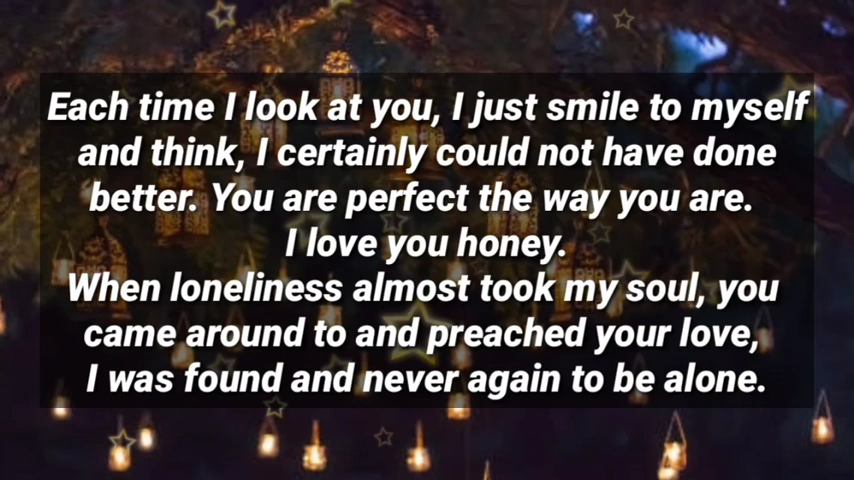 Each time I look at you, I just smile to myself
and think, I certainly could not have done
better. You are perfect the way you are.
I love you honey.
When loneliness almost took my soul, you
came around to and preached your love,
I was found and never again to be alone.